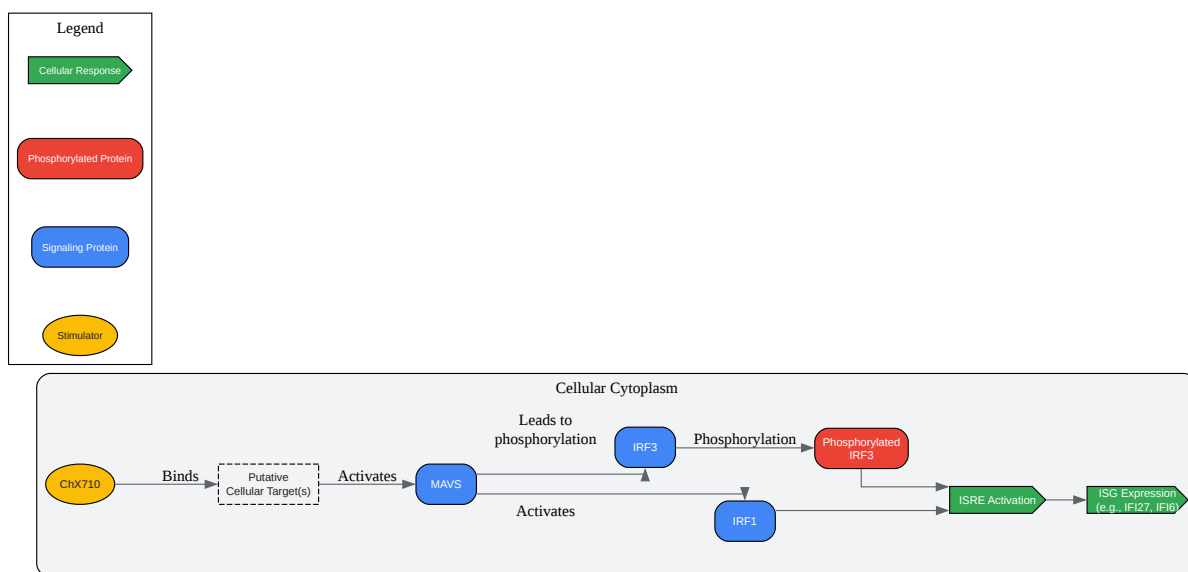 Legend
Cellular Response
Phosphorylated Protein
Signaling Protein
Stimulator
Cellular Cytoplasm
ChX710
Binds
Putative
Cellular Target(s)
Activates
MAVS
Leads to
phosphorylation
IRF3
Phosphorylation
Phosphorylated
IRF3
Activates
IRF1
ISRE Activation
ISG Expression
(e.g., IFI27, IFI6)